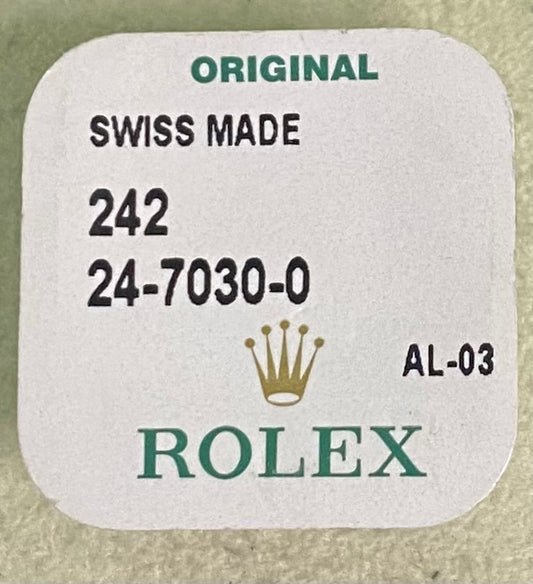 ORIGINAL
SWISS MADE
242
24-7030-0
AL-03
ROLEX